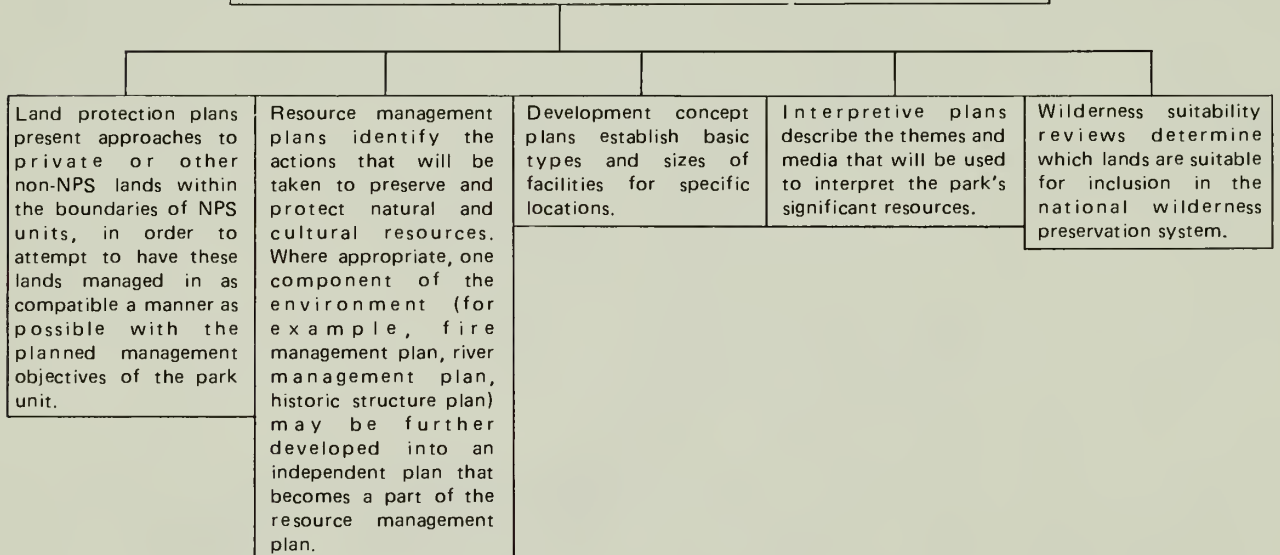 Land protection plans
present approaches to
private or other
non-NPS lands within
the boundaries of NPS
units, in order to
attempt to have these
lands managed in as
compatible a manner as
possible with the
planned management
objectives of the park
unit.
Resource management
plans identify the
actions that will be
taken to preserve and
protect natural and
cultural resources.
Where appropriate, one
component of the
environment (for
example, fire
management plan, river
management plan,
historic structure plan)
may be further
developed into an
independent plan that
becomes a part of the
resource management
plan.
Development concept
plans establish basic
types and sizes of
facilities for specific
locations.
Interpretive plans
describe the themes and
media that will be used
to interpret the park's
significant resources.
Wilderness suitability
reviews determine
which lands are suitable
for inclusion in the
national wilderness
preservation system.